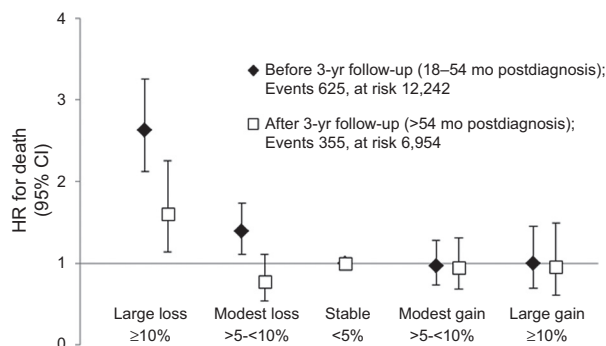 4
Before 3-yr follow-up (18–54 mo postdiagnosis);
Events 625, at risk 12,242
3
After 3-yr follow-up (>54 mo postdiagnosis);
Events 355, at risk 6,954
HR for death
(95% CI)
2
1
0
Large loss Modest loss Stable Modest gain Large gain
≥10% >5-<10% <5% >5-<10% ≥10%